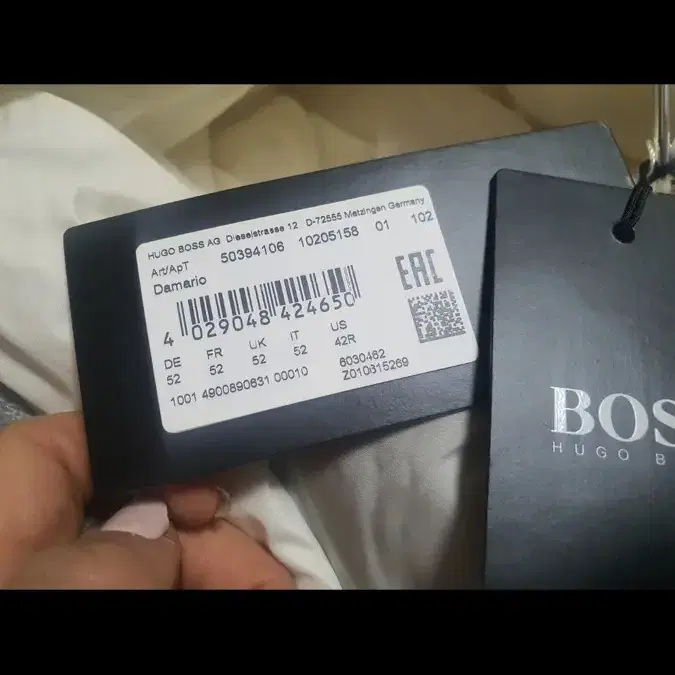 HUGO BOSS AG Dieselstrasse 12 D-72555 Metzingen Germany
Art/ApT 50394106 10205158 01 102
Damario
EAC
4 029048 424650
DE FR UK IT US
52 52 52 52 42R
1001 4900890631 00010 6030462
Z010815269
BOS
HUGO B